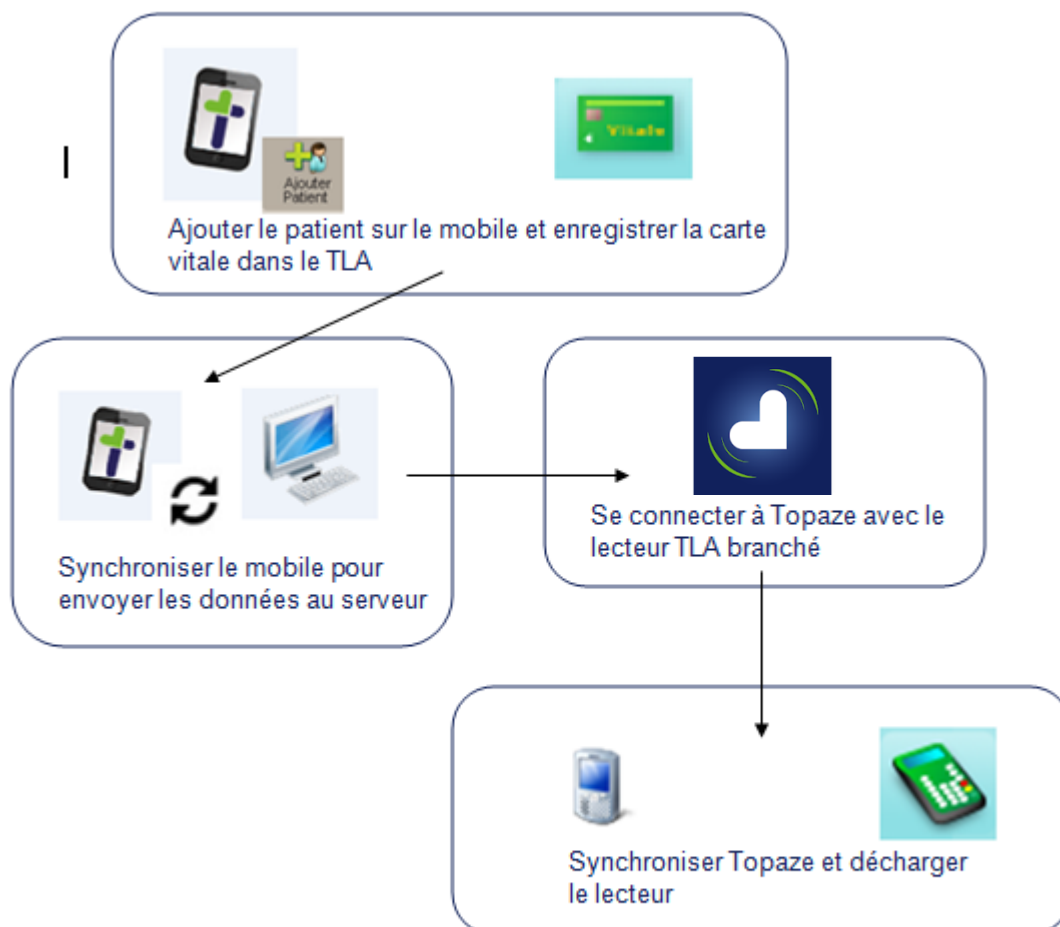 Ajouter
Patient
Vitale
Ajouter le patient sur le mobile et enregistrer la carte
vitale dans le TLA
Synchroniser le mobile pour
envoyer les données au serveur
Se connecter à Topaze avec le
lecteur TLA branché
Synchroniser Topaze et décharger
le lecteur